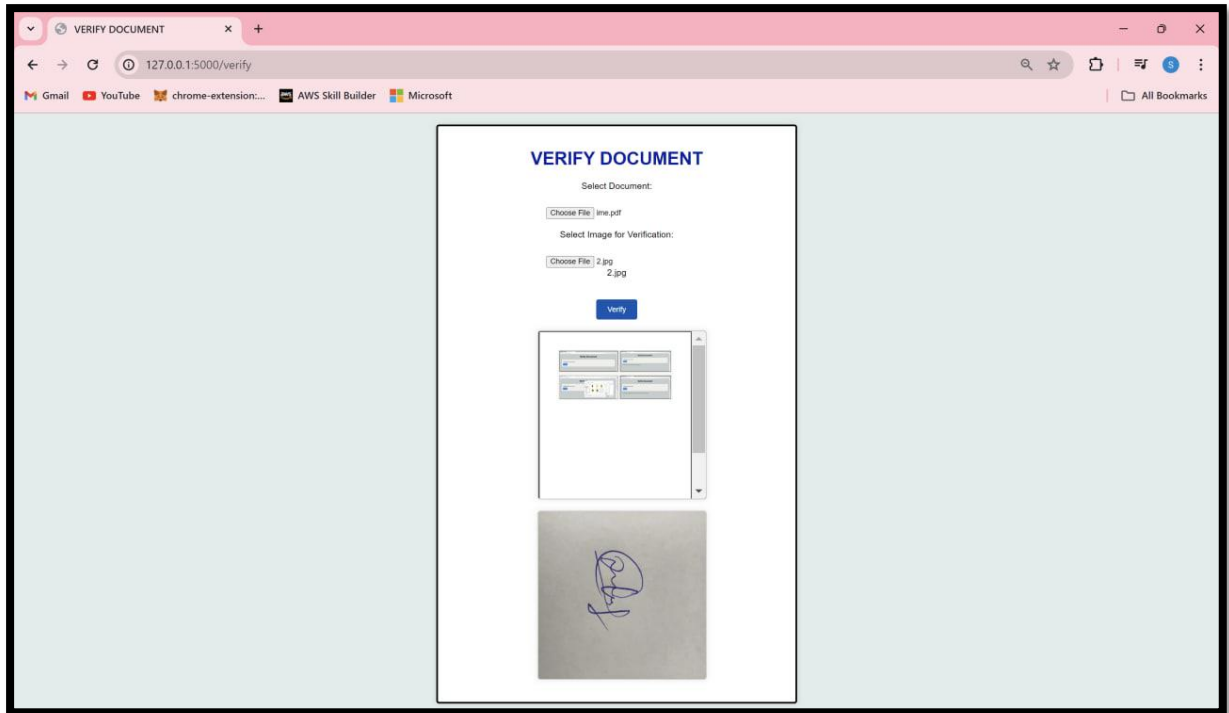 VERIFY DOCUMENT
127.0.0.1:5000/verify
S
Gmail YouTube chrome-extension:... AWS Skill Builder Microsoft All Bookmarks
VERIFY DOCUMENT
Select Document:
Choose File ime.pdf
Select Image for Verification:
Choose File 2.jpg
2.jpg
Verify